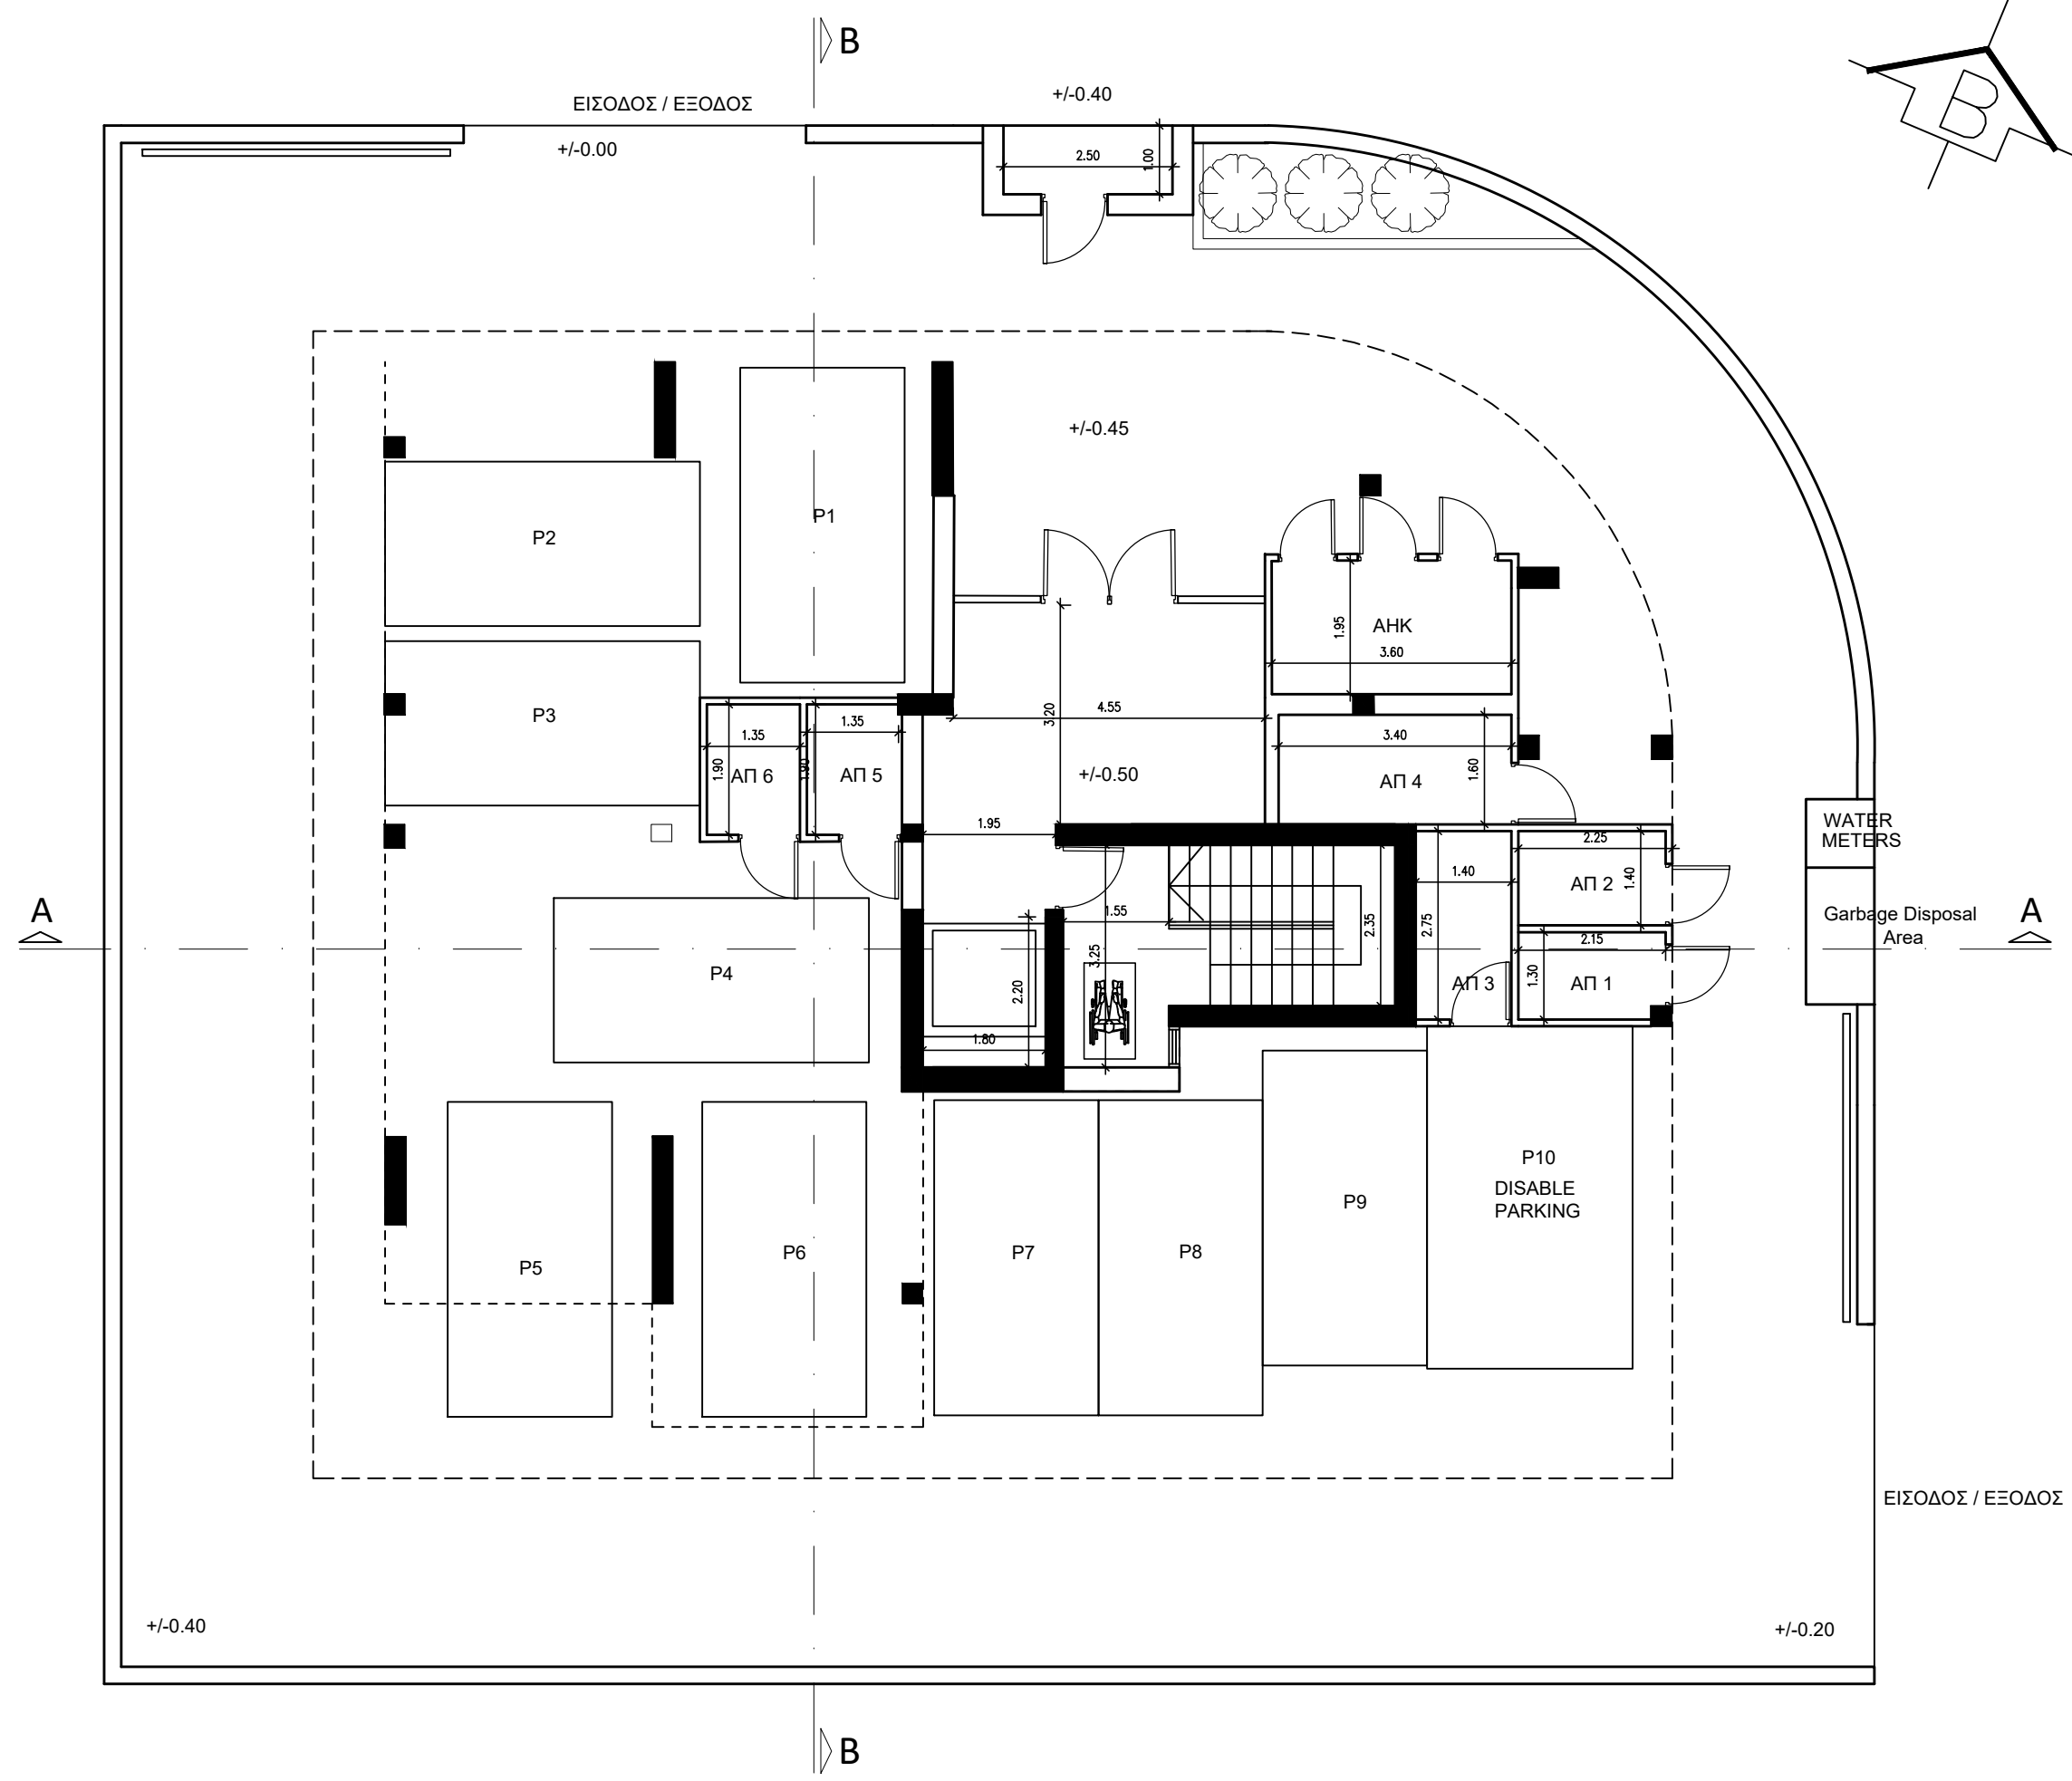 B
ΕΙΣΟΔΟΣ / ΕΞΟΔΟΣ
+/-0.40
B
+/-0.00
2.50
1.00
+/-0.45
P1
P2
1.95
AHK
3.60
P3
3.20
4.55
1.35
1.35
3.40
1.90
ΑΠ 6
1.90
ΑΠ 5
+/-0.50
ΑΠ 4
1.60
WATER
METERS
1.95
2.25
1.40
ΑΠ 2
1.40
A
1.55
2.35
2.75
Garbage Disposal
Area
A
2.15
P4
3.25
2.20
ΑΠ 3
1.30
ΑΠ 1
1.80
P10
DISABLE
PARKING
P9
P5
P6
P7
P8
ΕΙΣΟΔΟΣ / ΕΞΟΔΟΣ
+/-0.40
+/-0.20
B